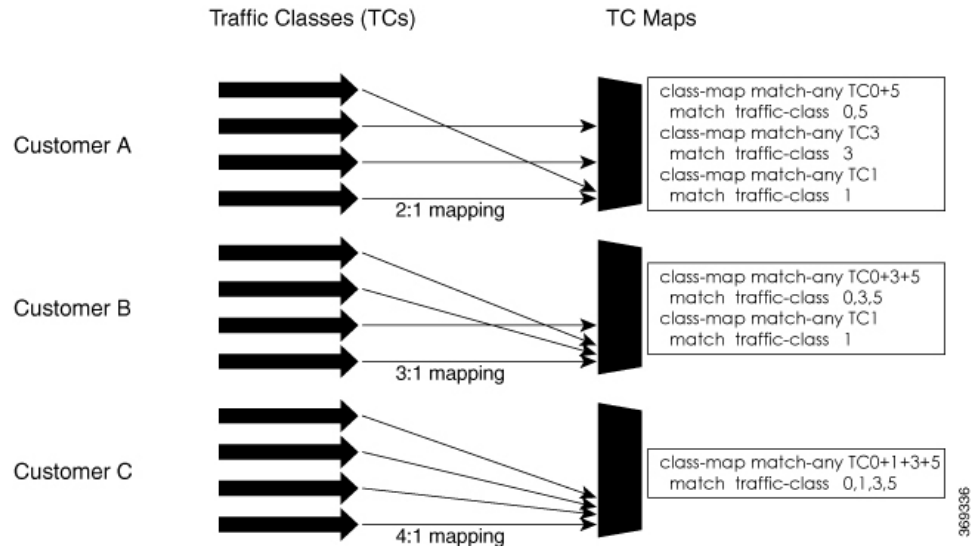 Traffic Classes (TCs)
TC Maps
Customer A
2:1 mapping
class-map match-any TC0+5
match traffic-class 0,5
class-map match-any TC3
match traffic-class 3
class-map match-any TC1
match traffic-class 1
Customer B
3:1 mapping
class-map match-any TC0+3+5
match traffic-class 0,3,5
class-map match-any TC1
match traffic-class 1
Customer C
4:1 mapping
class-map match-any TC0+1+3+5
match traffic-class 0,1,3,5
369336